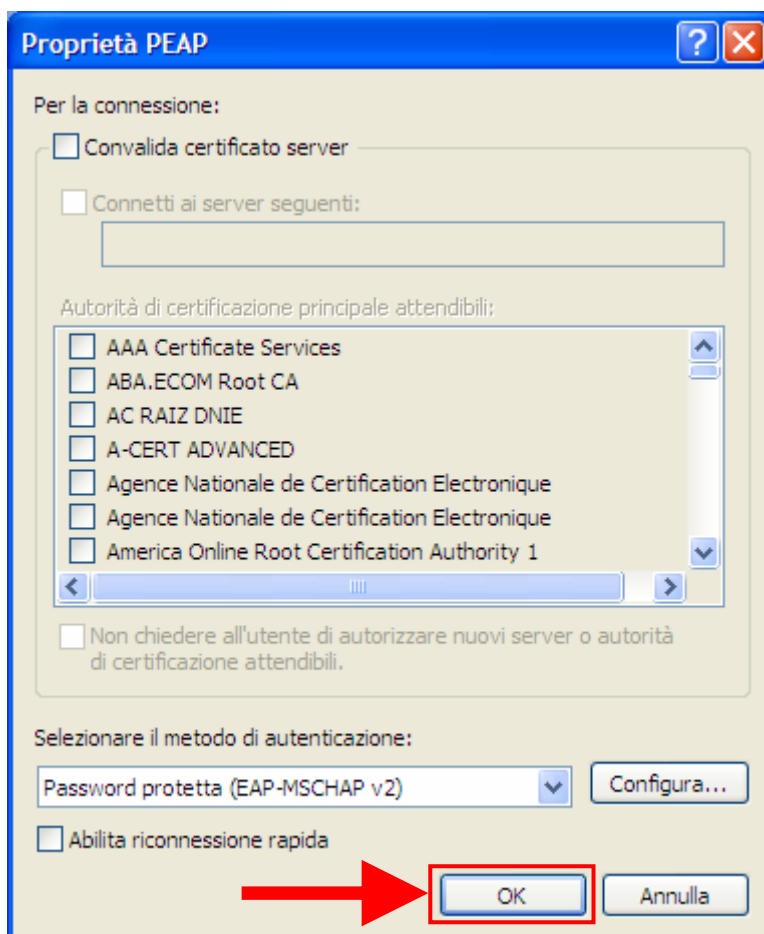 Proprietà PEAP
Per la connessione:
Convalida certificato server
Connetti ai server seguenti:
Autorità di certificazione principale attendibili:
AAA Certificate Services
ABA.ECOM Root CA
AC RAIZ DNIE
A-CERT ADVANCED
Agence Nationale de Certification Electronique
Agence Nationale de Certification Electronique
America Online Root Certification Authority 1
Non chiedere all'utente di autorizzare nuovi server o autorità
di certificazione attendibili.
Selezionare il metodo di autenticazione:
Password protetta (EAP-MSCHAP v2)
Configura...
Abilita riconnessione rapida
OK
Annulla